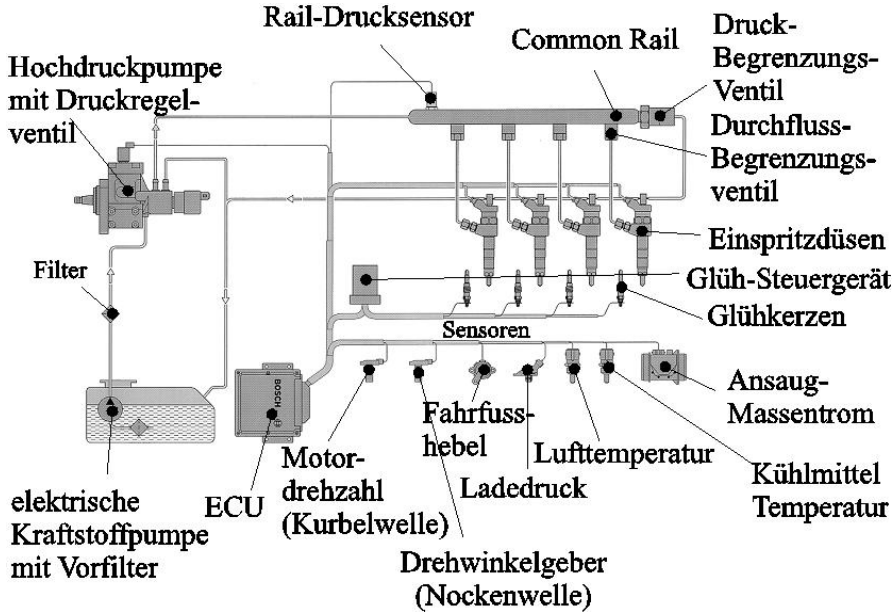 Rail-Drucksensor
Common Rail
Druck-
Begrenzungs-
Ventil
Hochdruckpumpe
mit Druckregel-
ventil
Durchfluss-
Begrenzungs-
ventil
Einspritzdüsen
Filter
Glüh-Steuergerät
Glühkerzen
Sensoren
BOSCH
Ansaug-
Massentrom
Fahrfuss-
hebel
Lufttemperatur
Motor-
drehzahl
(Kurbelwelle)
Ladedruck
Kühlmittel
Temperatur
ECU
elektrische
Kraftstoffpumpe
mit Vorfilter
Drehwinkelgeber
(Nockenwelle)